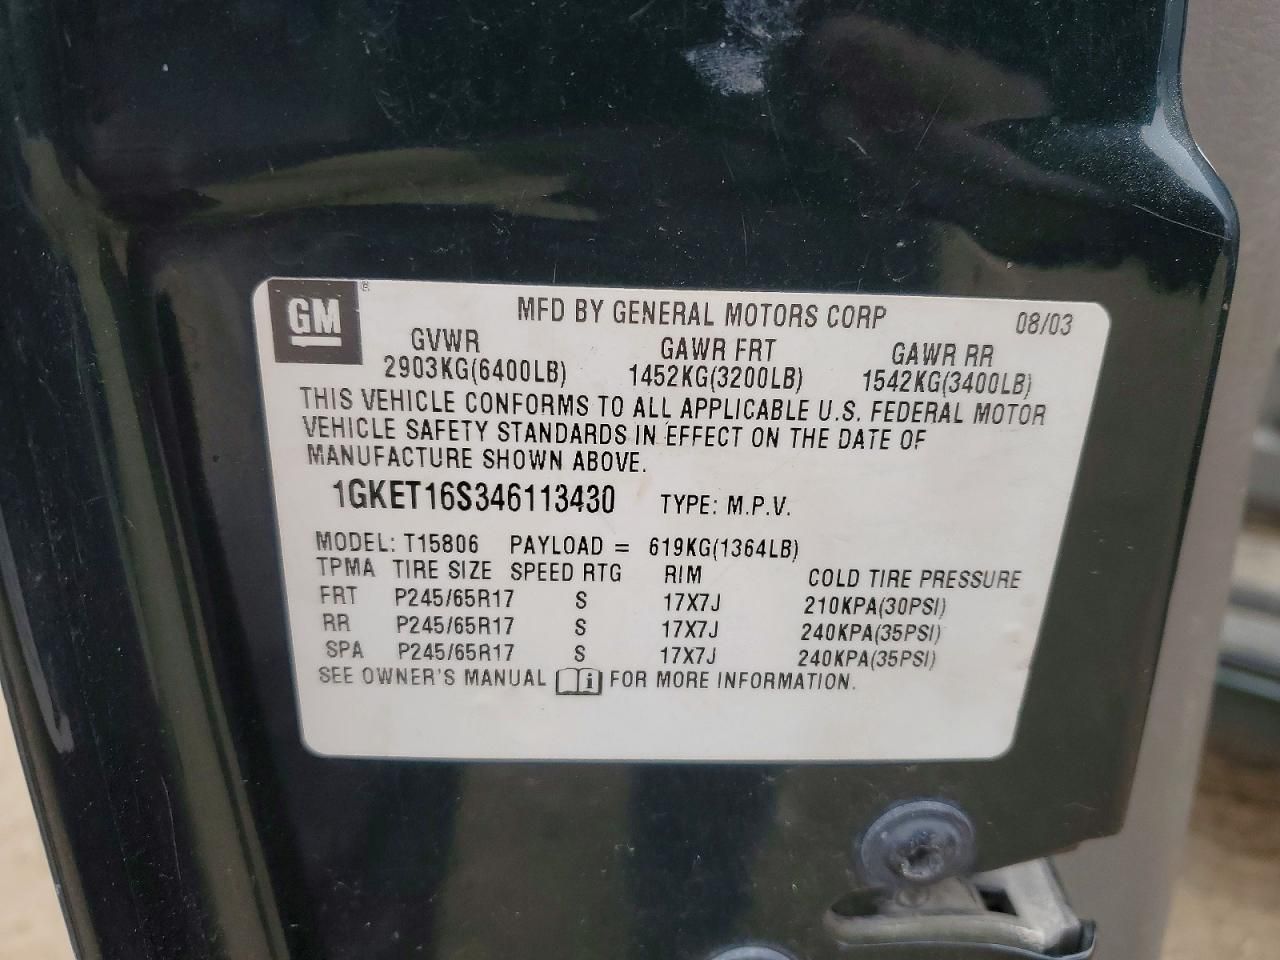 GM ®
MFD BY GENERAL MOTORS CORP 08/03
GVWR GAWR FRT GAWR RR
2903KG(6400LB) 1452KG(3200LB) 1542KG(3400LB)
THIS VEHICLE CONFORMS TO ALL APPLICABLE U.S. FEDERAL MOTOR
VEHICLE SAFETY STANDARDS IN EFFECT ON THE DATE OF
MANUFACTURE SHOWN ABOVE.
1GKET16S346113430 TYPE: M.P.V.
MODEL: T15806 PAYLOAD = 619KG(1364LB)
TPMA TIRE SIZE SPEED RTG RIM COLD TIRE PRESSURE
FRT P245/65R17 S 17X7J 210KPA(30PSI)
RR P245/65R17 S 17X7J 240KPA(35PSI)
SPA P245/65R17 S 17X7J 240KPA(35PSI)
SEE OWNER'S MANUAL i FOR MORE INFORMATION.